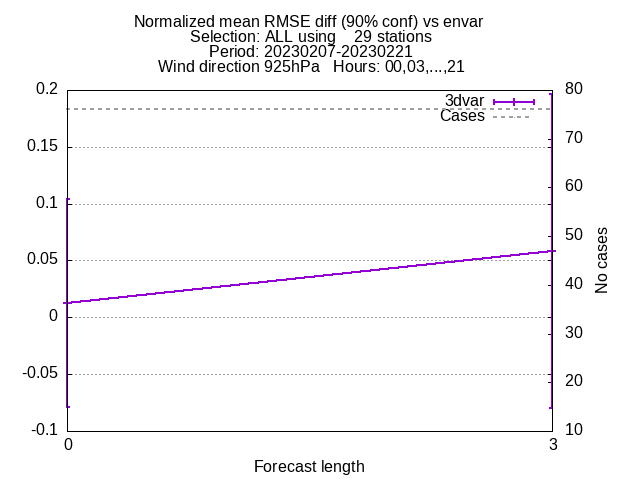 Normalized mean RMSE diff (90% conf) vs envar
Selection: ALL using    29 stations
Period: 20230207-20230221
Wind direction 925hPa   Hours: 00,03,...,21
3dvar
Cases
0.2
0.15
0.1
0.05
0
-0.05
-0.1
80
70
60
50
40
30
20
10
No cases
0
3
Forecast length